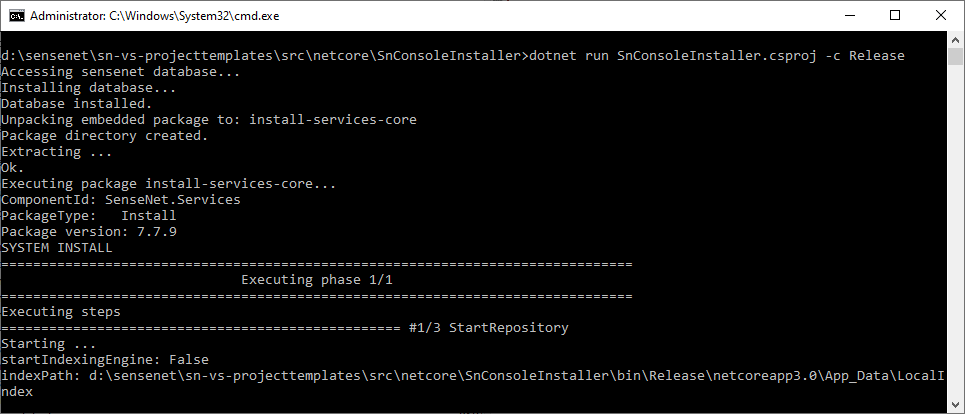 Administrator: C:\Windows\System32\cmd.exe
d:\sensenet\sn-vs-projecttemplates\src\netcore\SnConsoleInstaller>dotnet run SnConsoleInstaller.csproj -c Release
Accessing sensenet database...
Installing database...
Database installed.
Unpacking embedded package to: install-services-core
Package directory created.
Extracting ...
Ok.
Executing package install-services-core...
ComponentId: SenseNet.Services
PackageType:   Install
Package version: 7.7.9
SYSTEM INSTALL
===============================================================================
                              Executing phase 1/1
===============================================================================
Executing steps
================================================== #1/3 StartRepository
Starting ...
startIndexingEngine: False
indexPath: d:\sensenet\sn-vs-projecttemplates\src\netcore\SnConsoleInstaller\bin\Release\netcoreapp3.0\App_Data\LocalI
ndex